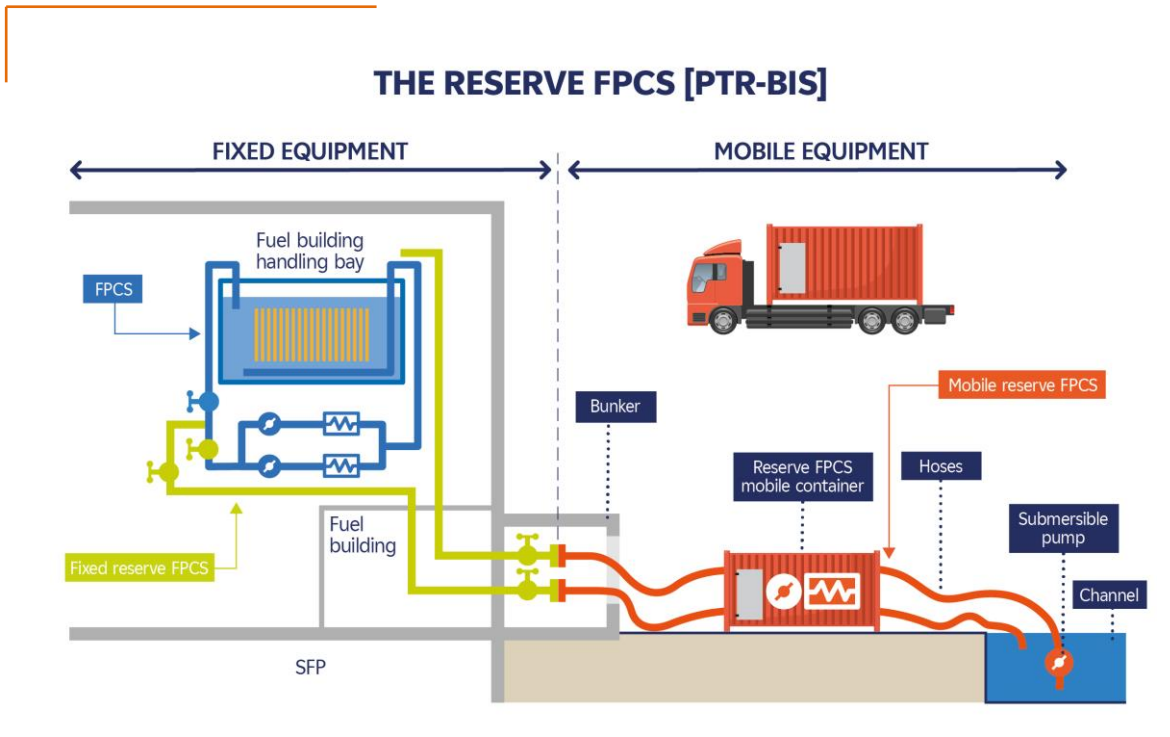 THE RESERVE FPCS [PTR-BIS]
FIXED EQUIPMENT
MOBILE EQUIPMENT
Fuel building
handling bay
FPCS
Mobile reserve FPCS
Bunker
Reserve FPCS
mobile container
Hoses
Submersible
pump
Fuel
building
Fixed reserve FPCS
Channel
SFP